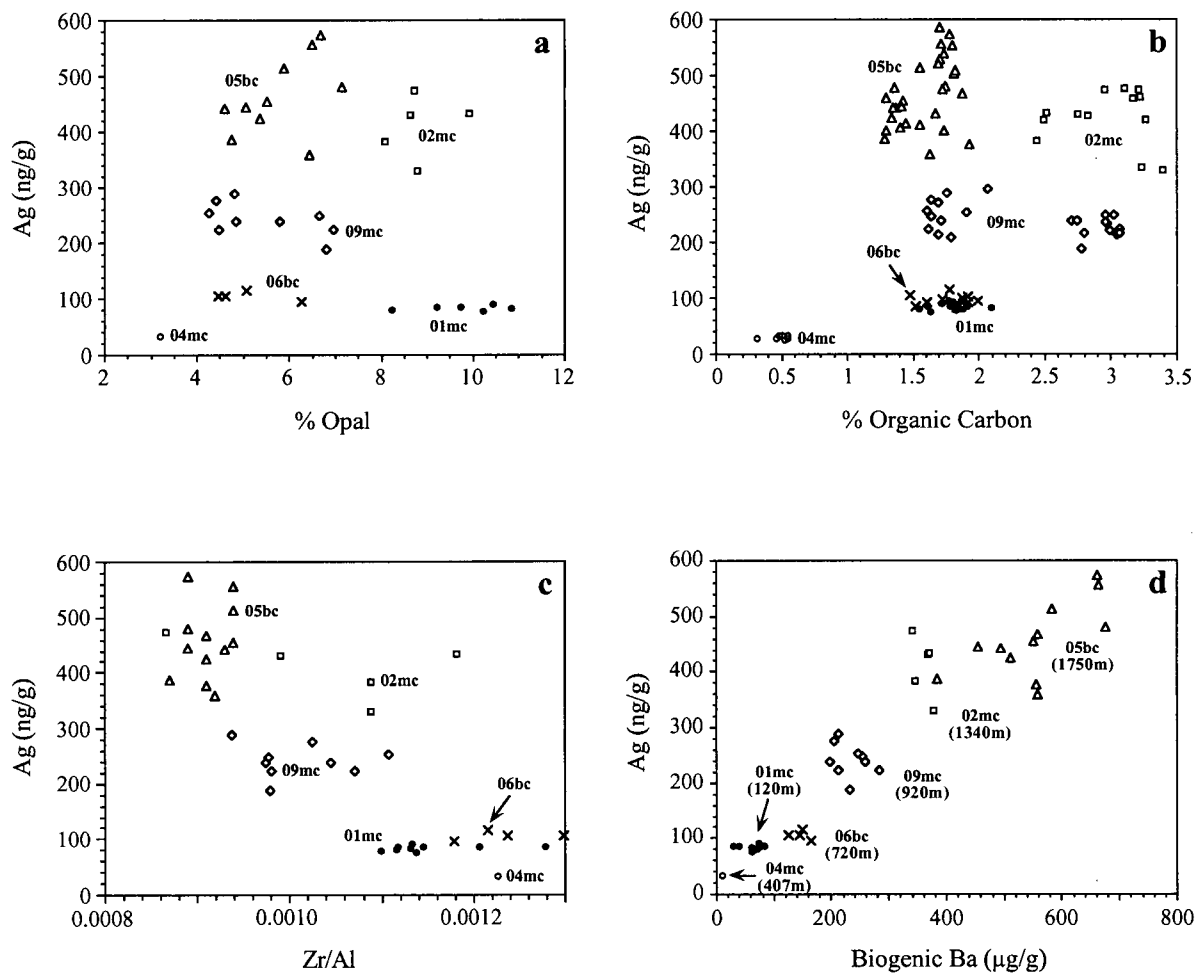 a
600
500
400
300
200
100
0
Ag (ng/g)
05bc
02mc
09mc
06bc
01mc
04mc
2 4 6 8 10 12
% Opal
b
600
500
400
300
200
100
0
Ag (ng/g)
05bc
02mc
09mc
06bc
01mc
04mc
0 0.5 1 1.5 2 2.5 3 3.5
% Organic Carbon
c
600
500
400
300
200
100
0
Ag (ng/g)
05bc
02mc
09mc
06bc
01mc
04mc
0.0008 0.0010 0.0012
Zr/Al
d
600
500
400
300
200
100
0
Ag (ng/g)
05bc
(1750m)
02mc
(1340m)
01mc
(120m)
09mc
(920m)
06bc
(720m)
04mc
(407m)
0 200 400 600 800
Biogenic Ba (µg/g)